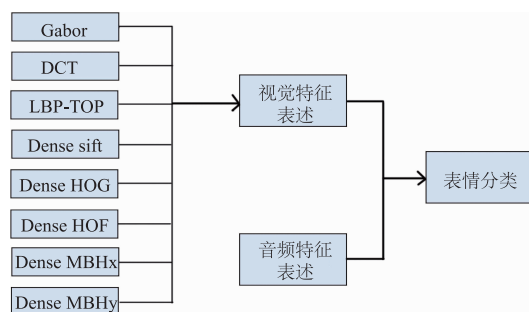 Gabor
DCT
LBP-TOP
Dense sift
Dense HOG
Dense HOF
Dense MBHx
Dense MBHy
视觉特征
表述
音频特征
表述
表情分类